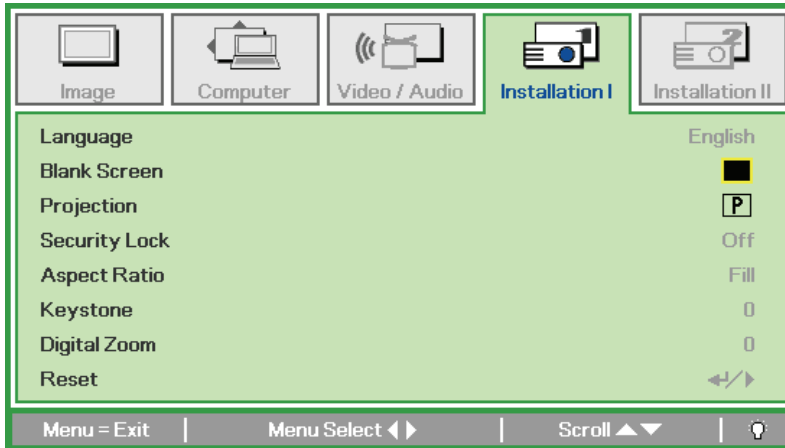 Image Computer Video / Audio Installation I Installation II
Language English
Blank Screen
Projection P
Security Lock Off
Aspect Ratio Fill
Keystone 0
Digital Zoom 0
Reset
Menu = Exit Menu Select Scroll